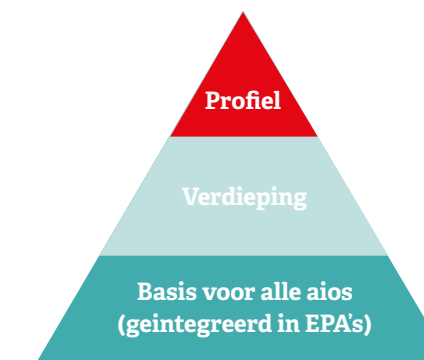 Profiel
Verdieping
Basis voor alle aios
(geintegreerd in EPA’s)